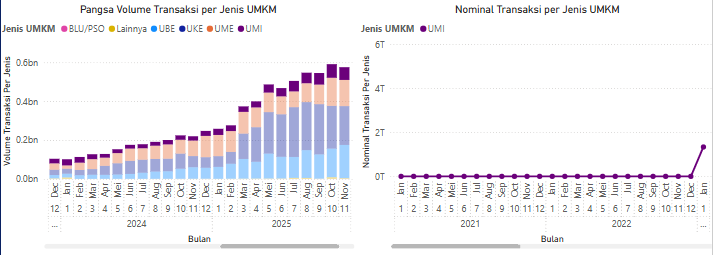 Pangsa Volume Transaksi per Jenis UMKM
Jenis UMKM BLU/PSO Lainnya UBE UKE UME UMI
Volume Transaksi Per Jenis
0.6bn
0.4bn
0.2bn
0.0bn
Dec Jan Feb Mar Apr Mei Jun Jul Aug Sep Oct Nov Dec Jan Feb Mar Apr Mei Jun Jul Aug Sep Oct Nov
12 1 2 3 4 5 6 7 8 9 10 11 12 1 2 3 4 5 6 7 8 9 10 11
... 2024 2025
Bulan
Nominal Transaksi per Jenis UMKM
Jenis UMKM UMI
Nominal Transaksi Per Jenis
6T
4T
2T
0T
Jan Feb Mar Apr Mei Jun Jul Aug Sep Oct Nov Dec Jan Feb Mar Apr Mei Jun Jul Aug Sep Oct Nov Dec Jan
1 2 3 4 5 6 7 8 9 10 11 12 1 2 3 4 5 6 7 8 9 10 11 12 1
2021 2022 ...
Bulan